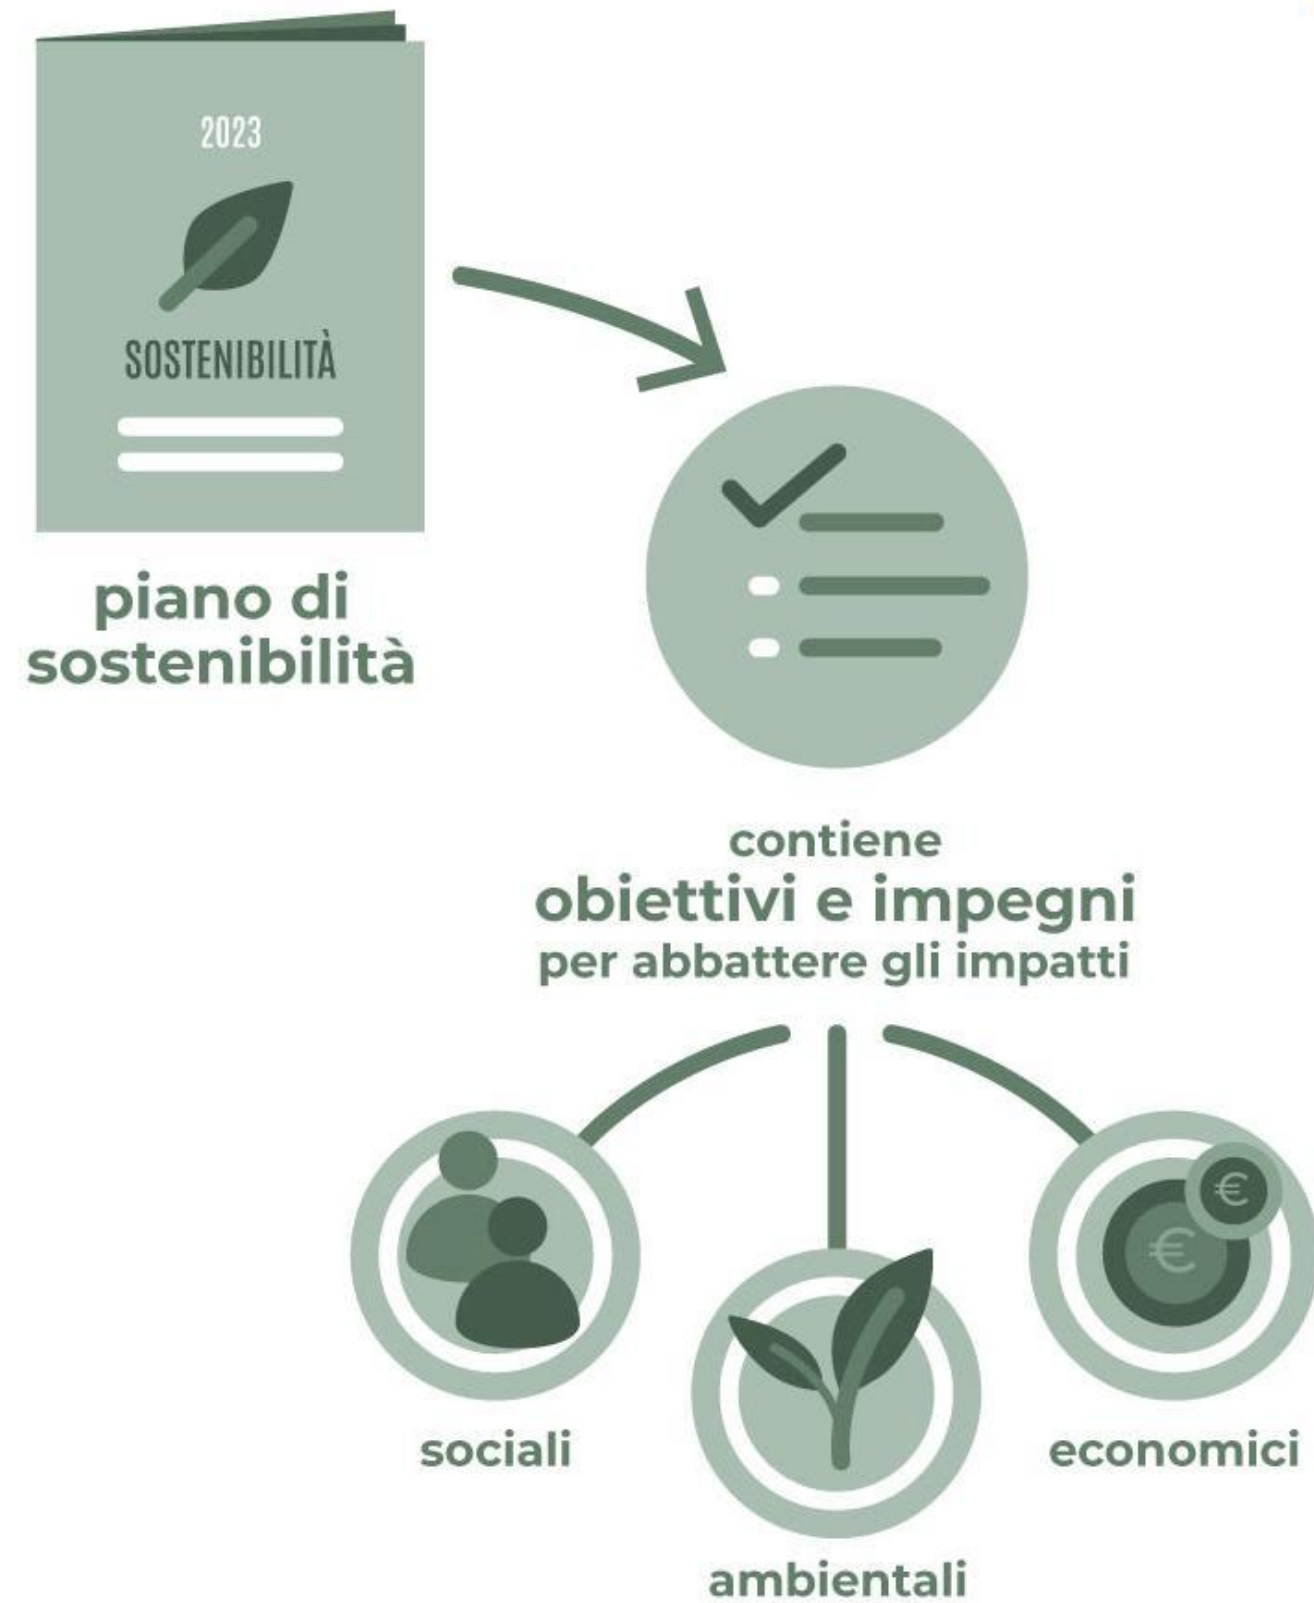 2023
SOSTENIBILITÀ
piano di
sostenibilità
contiene
obiettivi e impegni
per abbattere gli impatti
€
€
sociali
economici
ambientali